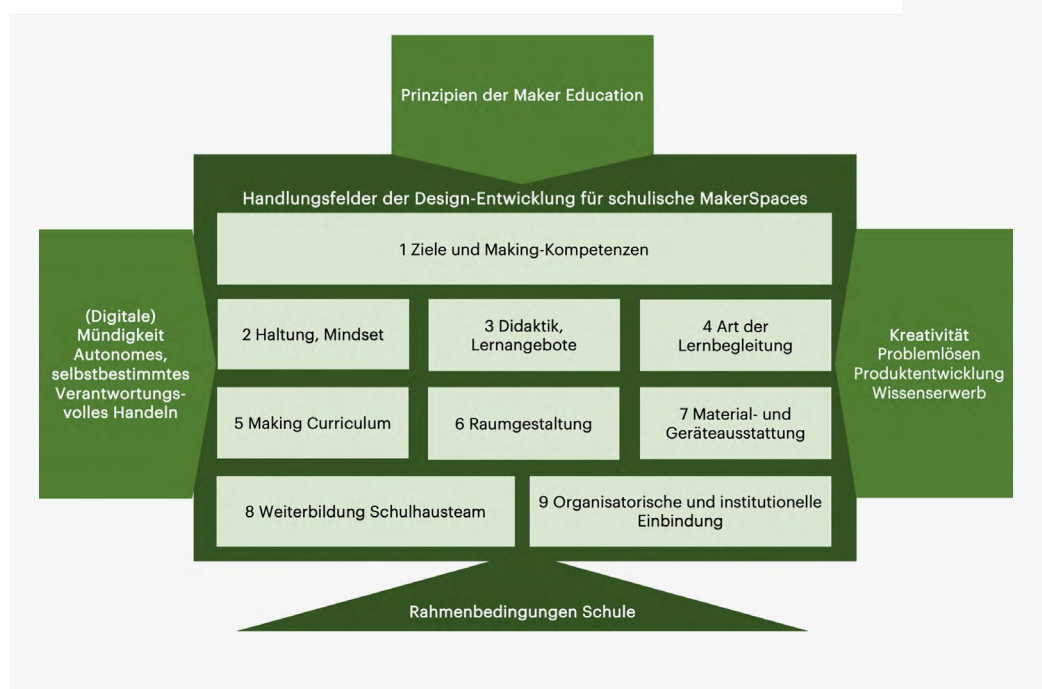 Prinzipien der Maker Education
Handlungsfelder der Design-Entwicklung für schulische MakerSpaces
1 Ziele und Making-Kompetenzen
(Digitale)
Mündigkeit
Autonomes,
selbstbestimmtes
Verantwortungs-
volles Handeln
2 Haltung, Mindset
3 Didaktik,
Lernangebote
4 Art der
Lernbegleitung
5 Making Curriculum
6 Raumgestaltung
7 Material- und
Geräteausstattung
8 Weiterbildung Schulhausteam
9 Organisatorische und institutionelle
Einbindung
Kreativität
Problemlösen
Produktentwicklung
Wissenserwerb
Rahmenbedingungen Schule